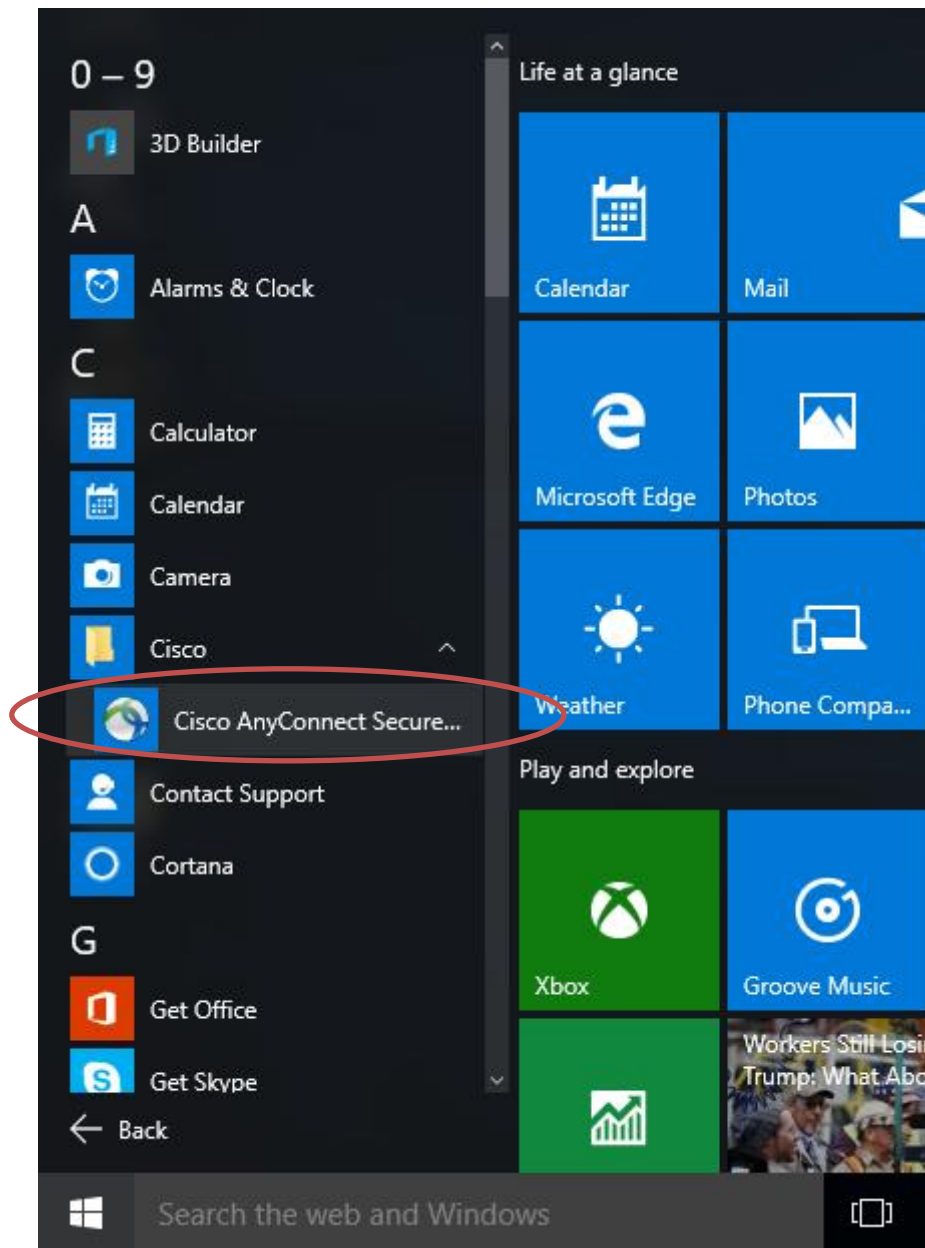 0 – 9
3D Builder
A
Alarms & Clock
C
Calculator
Calendar
Camera
Cisco
Cisco AnyConnect Secure...
Contact Support
Cortana
G
Get Office
Get Skype
Back
Life at a glance
Calendar
Mail
Microsoft Edge
Photos
Weather
Phone Compa...
Play and explore
Xbox
Groove Music
Workers Still
Trump: What
Search the web and Windows